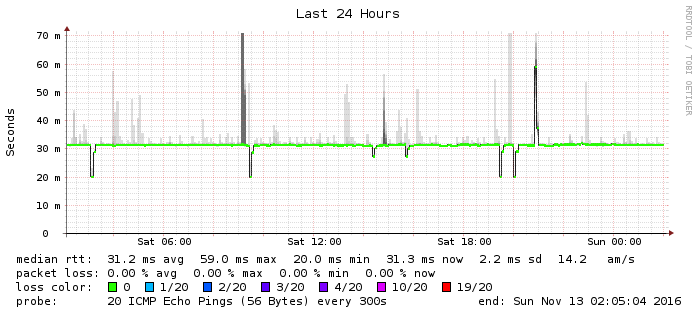 Last 24 Hours
RRDTOOL / TOBI OETIKER
Seconds
70 m
60 m
50 m
40 m
30 m
20 m
10 m
0
Sat 06:00 Sat 12:00 Sat 18:00 Sun 00:00
median rtt: 31.2 ms avg 59.0 ms max 20.0 ms min 31.3 ms now 2.2 ms sd 14.2 am/s
packet loss: 0.00 % avg 0.00 % max 0.00 % min 0.00 % now
loss color: 0 1/20 2/20 3/20 4/20 10/20 19/20
probe: 20 ICMP Echo Pings (56 Bytes) every 300s end: Sun Nov 13 02:05:04 2016